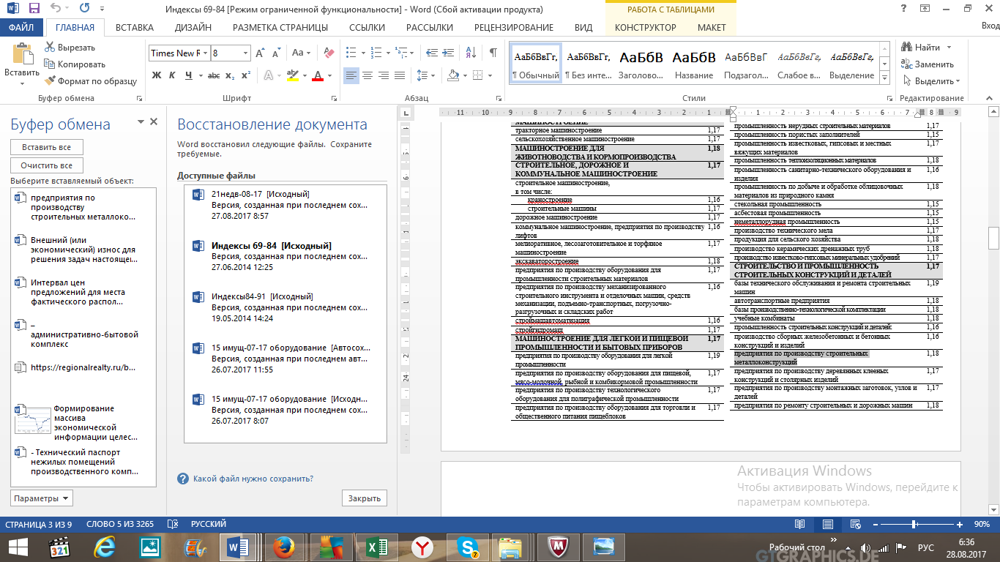 Индексы 69-84 [Режим ограниченной функциональности] - Word (Сбой активации продукта)
РАБОТА С ТАБЛИЦАМИ
ФАЙЛ ГЛАВНАЯ ВСТАВКА ДИЗАЙН РАЗМЕТКА СТРАНИЦЫ ССЫЛКИ РАССЫЛКИ РЕЦЕНЗИРОВАНИЕ ВИД КОНСТРУКТОР МАКЕТ Вход
Вставить
Вырезать
Копировать
Формат по образцу
Буфер обмена
Times New R 8
Ж К Ч abc x₂ x²
Шрифт
Абзац
АаБбВвГг, АаБбВвГг, АаБбВ АаБбВ АаБбВвГ АаБбВвГг, АаБбВвГг,
¶ Обычный ¶ Без инте... Заголово... Название Подзагол... Слабое в... Выделение
Стили
Найти
Заменить
Выделить
Редактирование
Буфер обмена
Вставить все
Очистить все
Выберите вставляемый объект:
предприятия по
производству
строительных металлоко...
Внешний (или
экономический) износ для
решения задач настоящей...
Интервал цен
предложений для места
фактического распол...
–
административно-бытовой
комплекс
https://regionalrealty.ru/b...
Формирование
массива
экономической
информации целес...
- Технический паспорт
нежилых помещений
производственного комп...
Параметры
Восстановление документа
Word восстановил следующие файлы. Сохраните
требуемые.
Доступные файлы
21недв-08-17 [Исходный]
Версия, созданная при последнем сох...
27.08.2017 8:57
Индексы 69-84 [Исходный]
Версия, созданная при последнем сох...
27.06.2014 12:25
Индексы84-91 [Исходный]
Версия, созданная при последнем сох...
19.05.2014 14:24
15 имущ-07-17 оборудование [Автосох...
Версия, созданная при последнем авт...
26.07.2017 11:55
15 имущ-07-17 оборудование [Исходн...
Версия, созданная при последнем сох...
26.07.2017 8:07
Какой файл нужно сохранить?
Закрыть
11 10 9 8 7 6 5 4 3 2 1 1 2 3 4 5 6 7 8 9
МАШИНОСТРОЕНИЕ
тракторное машиностроение 1,17
сельскохозяйственное машиностроение 1,17
МАШИНОСТРОЕНИЕ ДЛЯ 1,18
ЖИВОТНОВОДСТВА И КОРМОПРОИЗВОДСТВА
СТРОИТЕЛЬНОЕ, ДОРОЖНОЕ И 1,17
КОММУНАЛЬНОЕ МАШИНОСТРОЕНИЕ
строительное машиностроение,
в том числе:
краностроение 1,16
строительные машины 1,17
дорожное машиностроение 1,17
коммунальное машиностроение, предприятия по производству 1,16
лифтов
мелиоративное, лесозаготовительное и торфяное 1,17
машиностроение
экскаваторостроение 1,18
предприятия по производству оборудования для 1,17
промышленности строительных материалов
предприятия по производству механизированного 1,16
строительного инструмента и отделочных машин, средств
механизации, подъемно-транспортных, погрузочно-
разгрузочных и складских работ
строймашавтоматизация 1,16
стройгидромаш 1,17
МАШИНОСТРОЕНИЕ ДЛЯ ЛЕГКОЙ И ПИЩЕВОЙ 1,17
ПРОМЫШЛЕННОСТИ И БЫТОВЫХ ПРИБОРОВ
предприятия по производству оборудования для легкой 1,19
промышленности
предприятия по производству оборудования для пищевой, 1,17
мясо-молочной, рыбной и комбикормовой промышленности
предприятия по производству технологического 1,17
оборудования для полиграфической промышленности
предприятия по производству оборудования для торговли и 1,17
общественного питания пищеблоков
промышленность нерудных строительных материалов 1,17
промышленность пористых заполнителей 1,15
промышленность известковых, гипсовых и местных 1,17
вяжущих материалов
промышленность теплоизоляционных материалов 1,18
промышленность санитарно-технического оборудования и 1,16
изделия
промышленность по добыче и обработке облицовочных 1,18
материалов из природного камня
стекольная промышленность 1,15
асбестовая промышленность 1,15
неметаллорудная промышленность 1,15
производство технического мела 1,17
продукция для сельского хозяйства 1,18
производство керамических дренажных труб 1,18
производство известково-гипсовых минеральных удобрений 1,17
СТРОИТЕЛЬСТВО И ПРОМЫШЛЕННОСТЬ 1,17
СТРОИТЕЛЬНЫХ КОНСТРУКЦИЙ И ДЕТАЛЕЙ
базы технического обслуживания и ремонта строительных 1,19
машин
автотранспортные предприятия 1,18
базы производственно-технологической комплектации 1,18
учебные комбинаты 1,18
промышленность строительных конструкций и деталей: 1,16
производство сборных железобетонных и бетонных 1,16
конструкций и изделий
предприятия по производству строительных 1,18
металлоконструкций
предприятия по производству деревянных клееных 1,17
конструкций и столярных изделий
предприятия по производству монтажных заготовок, узлов и 1,17
деталей
предприятия по ремонту строительных и дорожных машин 1,18
Активация Windows
Чтобы активировать Windows, перейдите к
параметрам компьютера.
СТРАНИЦА 3 ИЗ 9 СЛОВО 5 ИЗ 3265 РУССКИЙ 90%
Рабочий стол РУС 6:36
28.08.2017
GTGRAPHICS.DE